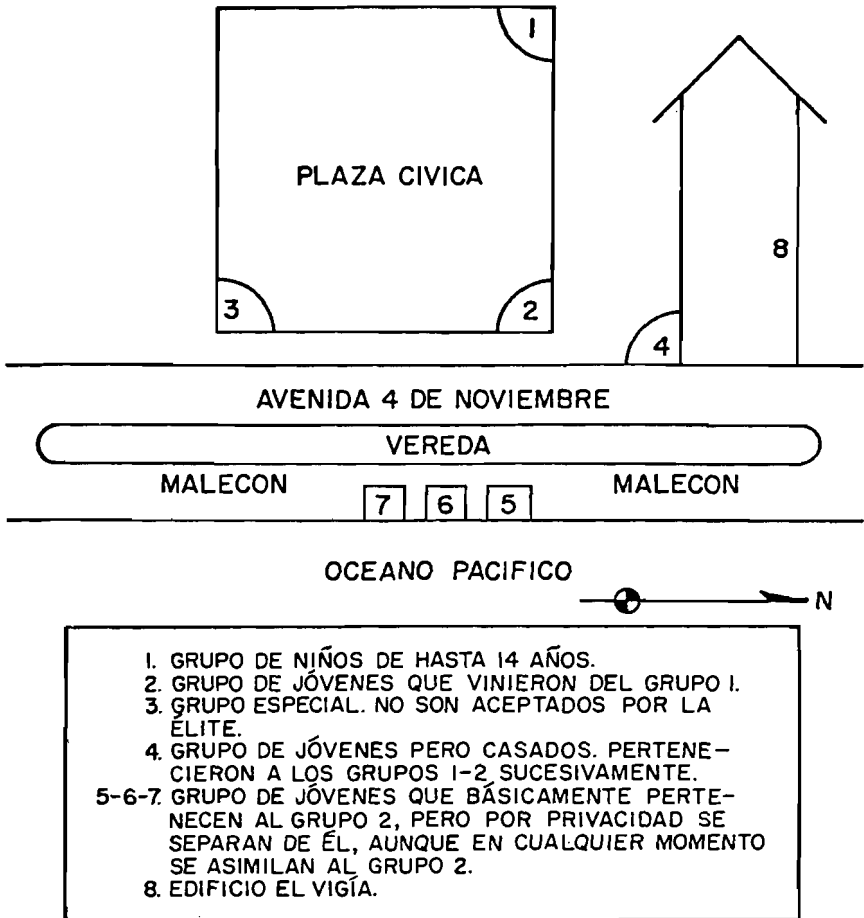 1
PLAZA CIVICA
8
3
2
4
AVENIDA 4 DE NOVIEMBRE
VEREDA
MALECON
MALECON
7
6
5
OCEANO PACIFICO
N
1. GRUPO DE NIÑOS DE HASTA 14 AÑOS.
2. GRUPO DE JÓVENES QUE VINIERON DEL GRUPO 1.
3. GRUPO ESPECIAL. NO SON ACEPTADOS POR LA
ÉLITE.
4. GRUPO DE JÓVENES PERO CASADOS. PERTENE-
CIERON A LOS GRUPOS 1-2 SUCESIVAMENTE.
5-6-7. GRUPO DE JÓVENES QUE BÁSICAMENTE PERTE-
NECEN AL GRUPO 2, PERO POR PRIVACIDAD SE
SEPARAN DE ÉL, AUNQUE EN CUALQUIER MOMENTO
SE ASIMILAN AL GRUPO 2.
8. EDIFICIO EL VIGÍA.